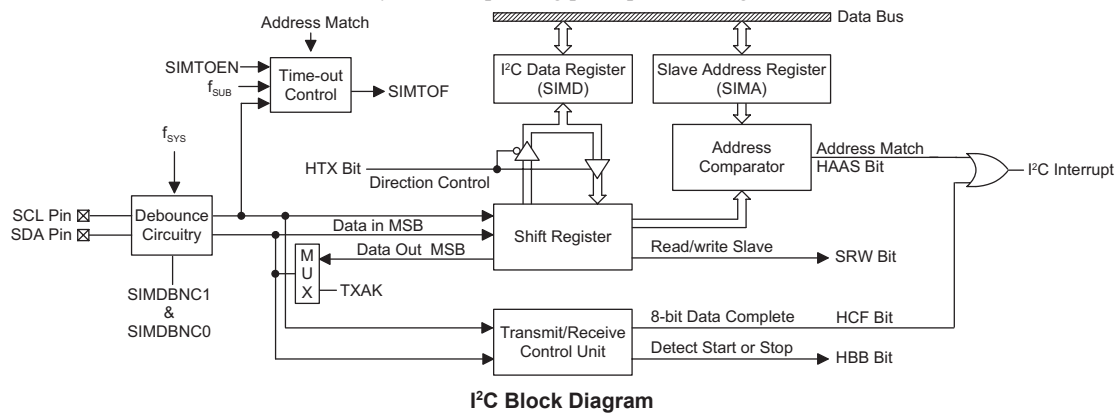 Data Bus
Address Match
SIMTOEN
fSUB
Time-out
Control
SIMTOF
I²C Data Register
(SIMD)
Slave Address Register
(SIMA)
fSYS
HTX Bit
Direction Control
Address
Comparator
Address Match
HAAS Bit
I²C Interrupt
SCL Pin
SDA Pin
Debounce
Circuitry
Data in MSB
Shift Register
Data Out MSB
Read/write Slave
SRW Bit
M
U
X
TXAK
SIMDBNC1
&
SIMDBNC0
Transmit/Receive
Control Unit
8-bit Data Complete
HCF Bit
Detect Start or Stop
HBB Bit
I²C Block Diagram